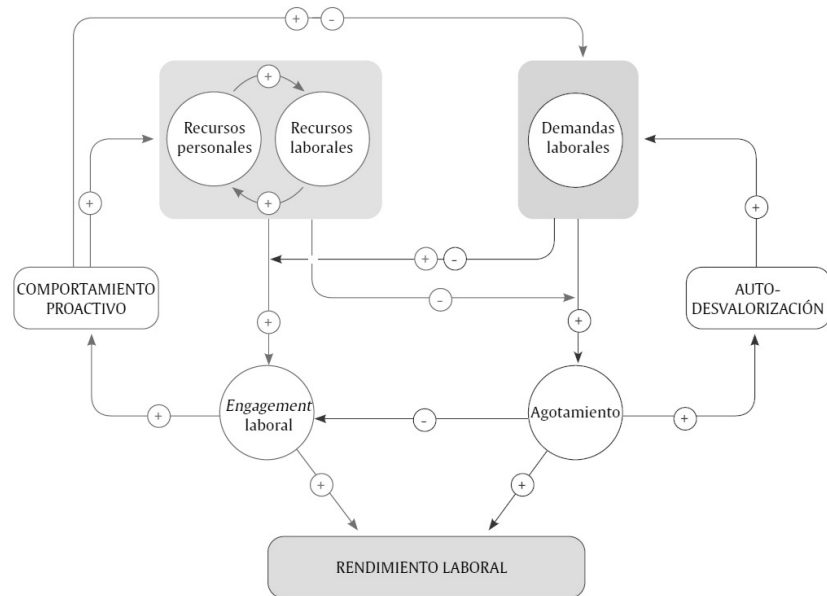 + -
+
Recursos
personales
Recursos
laborales
+
Demandas
laborales
+
+
+ -
-
COMPORTAMIENTO
PROACTIVO
AUTO-
DESVALORIZACIÓN
+
+
Engagement
laboral
Agotamiento
+
-
+
+
+
RENDIMIENTO LABORAL